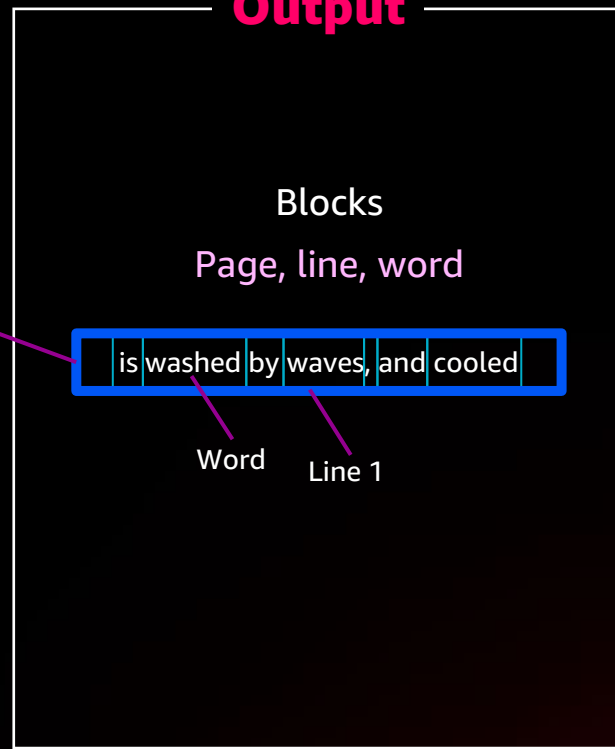 Output
Blocks
Page, line, word
is washed by waves, and cooled
Word
Line 1